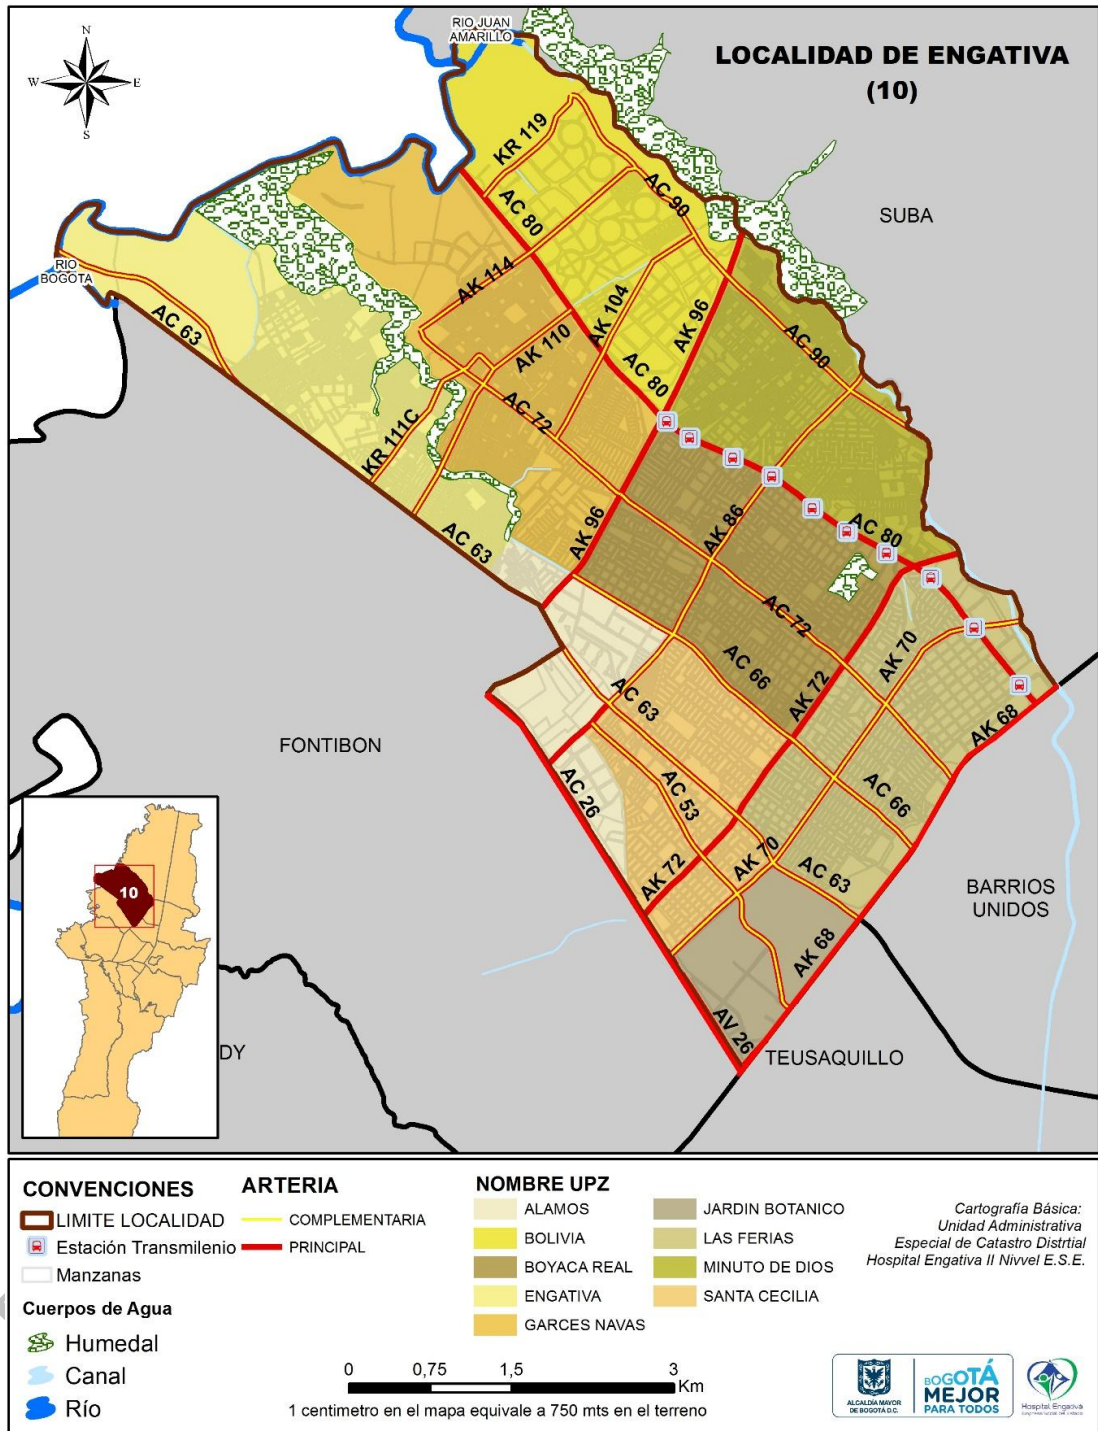 RIO JUAN
AMARILLO
LOCALIDAD DE ENGATIVA
(10)
N
W
E
S
KR 119
AC 80
AC 90
SUBA
RIO
BOGOTA
AC 63
AK 114
AK 104
AK 96
AK 110
AC 80
AC 90
AC 72
KR 111C
AC 63
AK 96
AK 86
AC 80
AC 72
AK 70
AC 66
AK 72
AC 63
AK 68
FONTIBON
AC 26
AC 53
AC 66
AK 72
AK 70
AC 63
BARRIOS
UNIDOS
AK 68
10
AV 26
DY
TEUSAQUILLO
CONVENCIONES
LIMITE LOCALIDAD
Estación Transmilenio
Manzanas
Cuerpos de Agua
Humedal
Canal
Río
ARTERIA
COMPLEMENTARIA
PRINCIPAL
NOMBRE UPZ
ALAMOS
BOLIVIA
BOYACA REAL
ENGATIVA
GARCES NAVAS
JARDIN BOTANICO
LAS FERIAS
MINUTO DE DIOS
SANTA CECILIA
Cartografía Básica:
Unidad Administrativa
Especial de Catastro Distrtial
Hospital Engativa II Nivvel E.S.E.
0 0,75 1,5 3
Km
1 centimetro en el mapa equivale a 750 mts en el terreno
ALCALDÍA MAYOR
DE BOGOTÁ D.C.
BOGOTÁ
MEJOR
PARA TODOS
Hospital Engativá